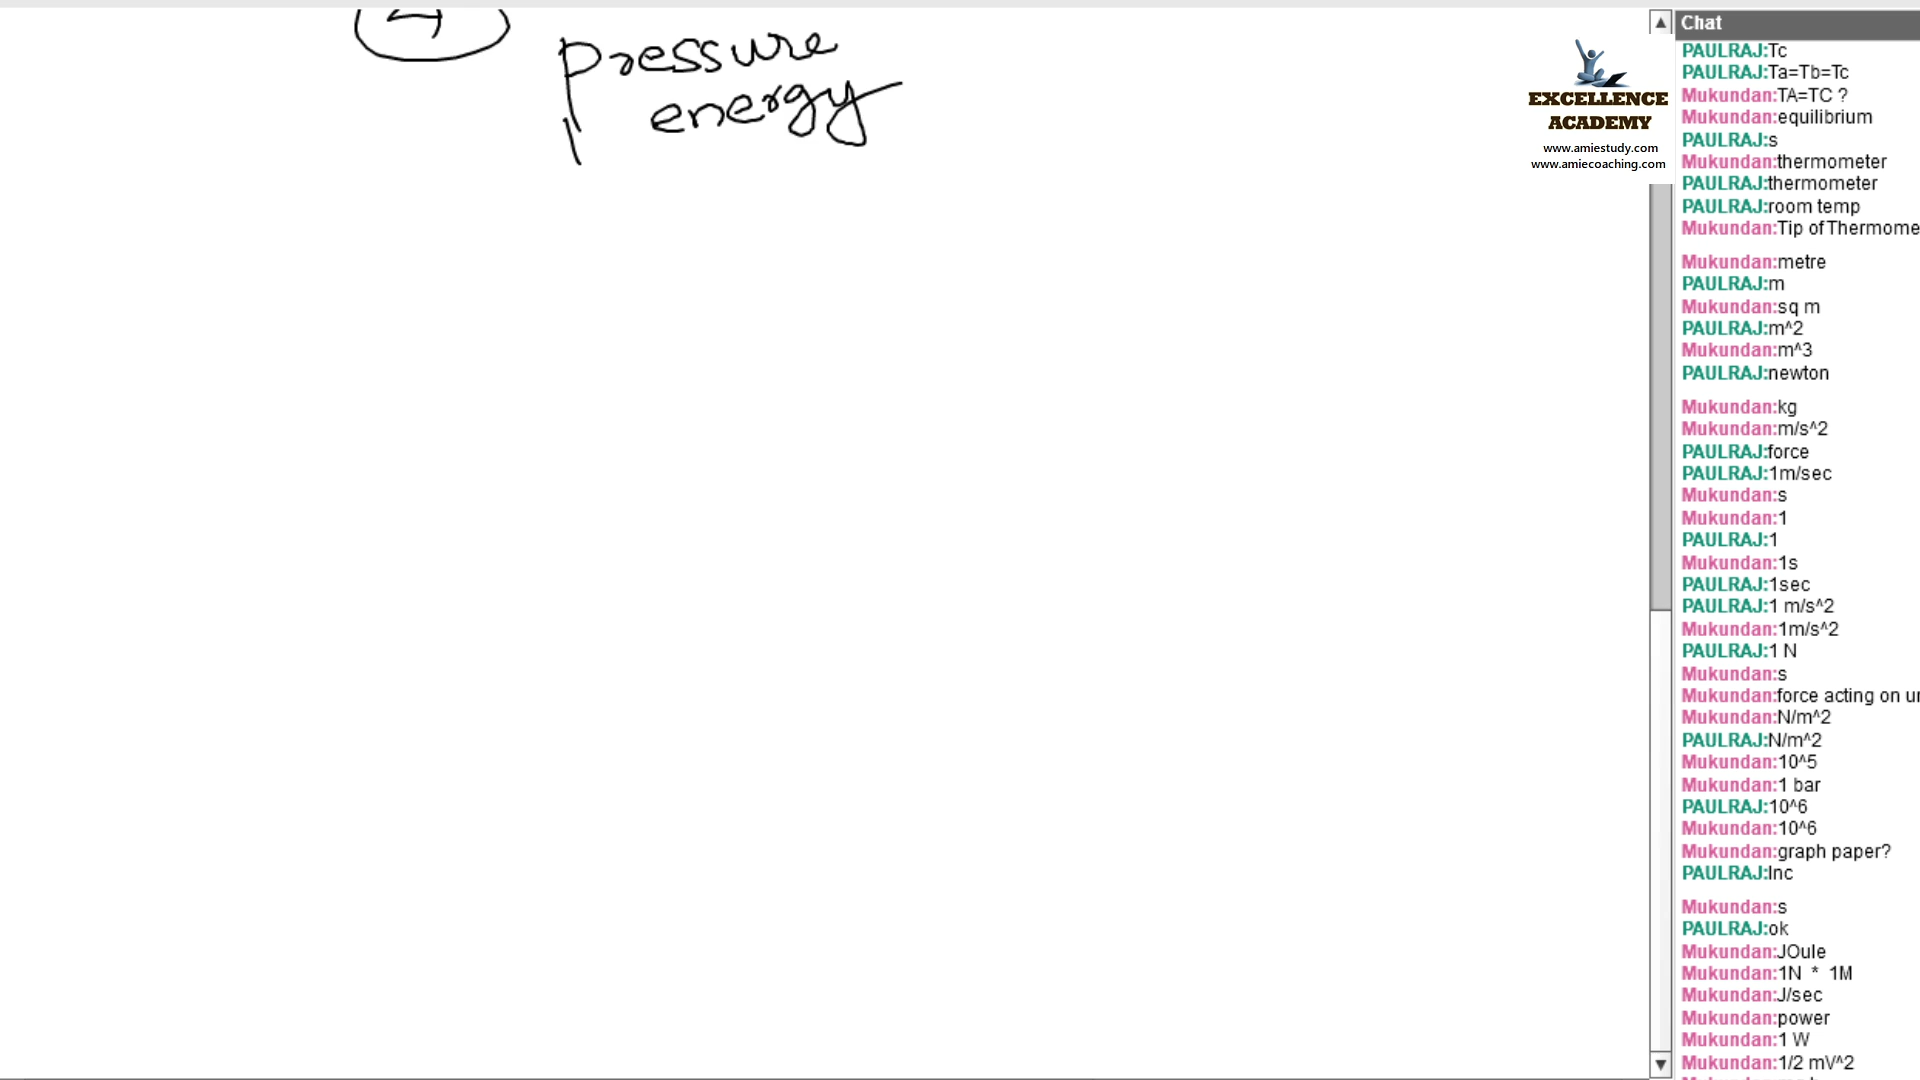 4
pressure
energy
EXCELLENCE
ACADEMY
www.amiestudy.com
www.amiecoaching.com
Chat
PAULRAJ:Tc
PAULRAJ:Ta=Tb=Tc
Mukundan:TA=TC ?
Mukundan:equilibrium
PAULRAJ:s
Mukundan:thermometer
PAULRAJ:thermometer
PAULRAJ:room temp
Mukundan:Tip of Thermome
Mukundan:metre
PAULRAJ:m
Mukundan:sq m
PAULRAJ:m^2
Mukundan:m^3
PAULRAJ:newton
Mukundan:kg
Mukundan:m/s^2
PAULRAJ:force
PAULRAJ:1m/sec
Mukundan:s
Mukundan:1
PAULRAJ:1
Mukundan:1s
PAULRAJ:1sec
PAULRAJ:1 m/s^2
Mukundan:1m/s^2
PAULRAJ:1 N
Mukundan:s
Mukundan:force acting on un
Mukundan:N/m^2
PAULRAJ:N/m^2
Mukundan:10^5
Mukundan:1 bar
PAULRAJ:10^6
Mukundan:10^6
Mukundan:graph paper?
PAULRAJ:Inc
Mukundan:s
PAULRAJ:ok
Mukundan:JOule
Mukundan:1N * 1M
Mukundan:J/sec
Mukundan:power
Mukundan:1 W
Mukundan:1/2 mV^2